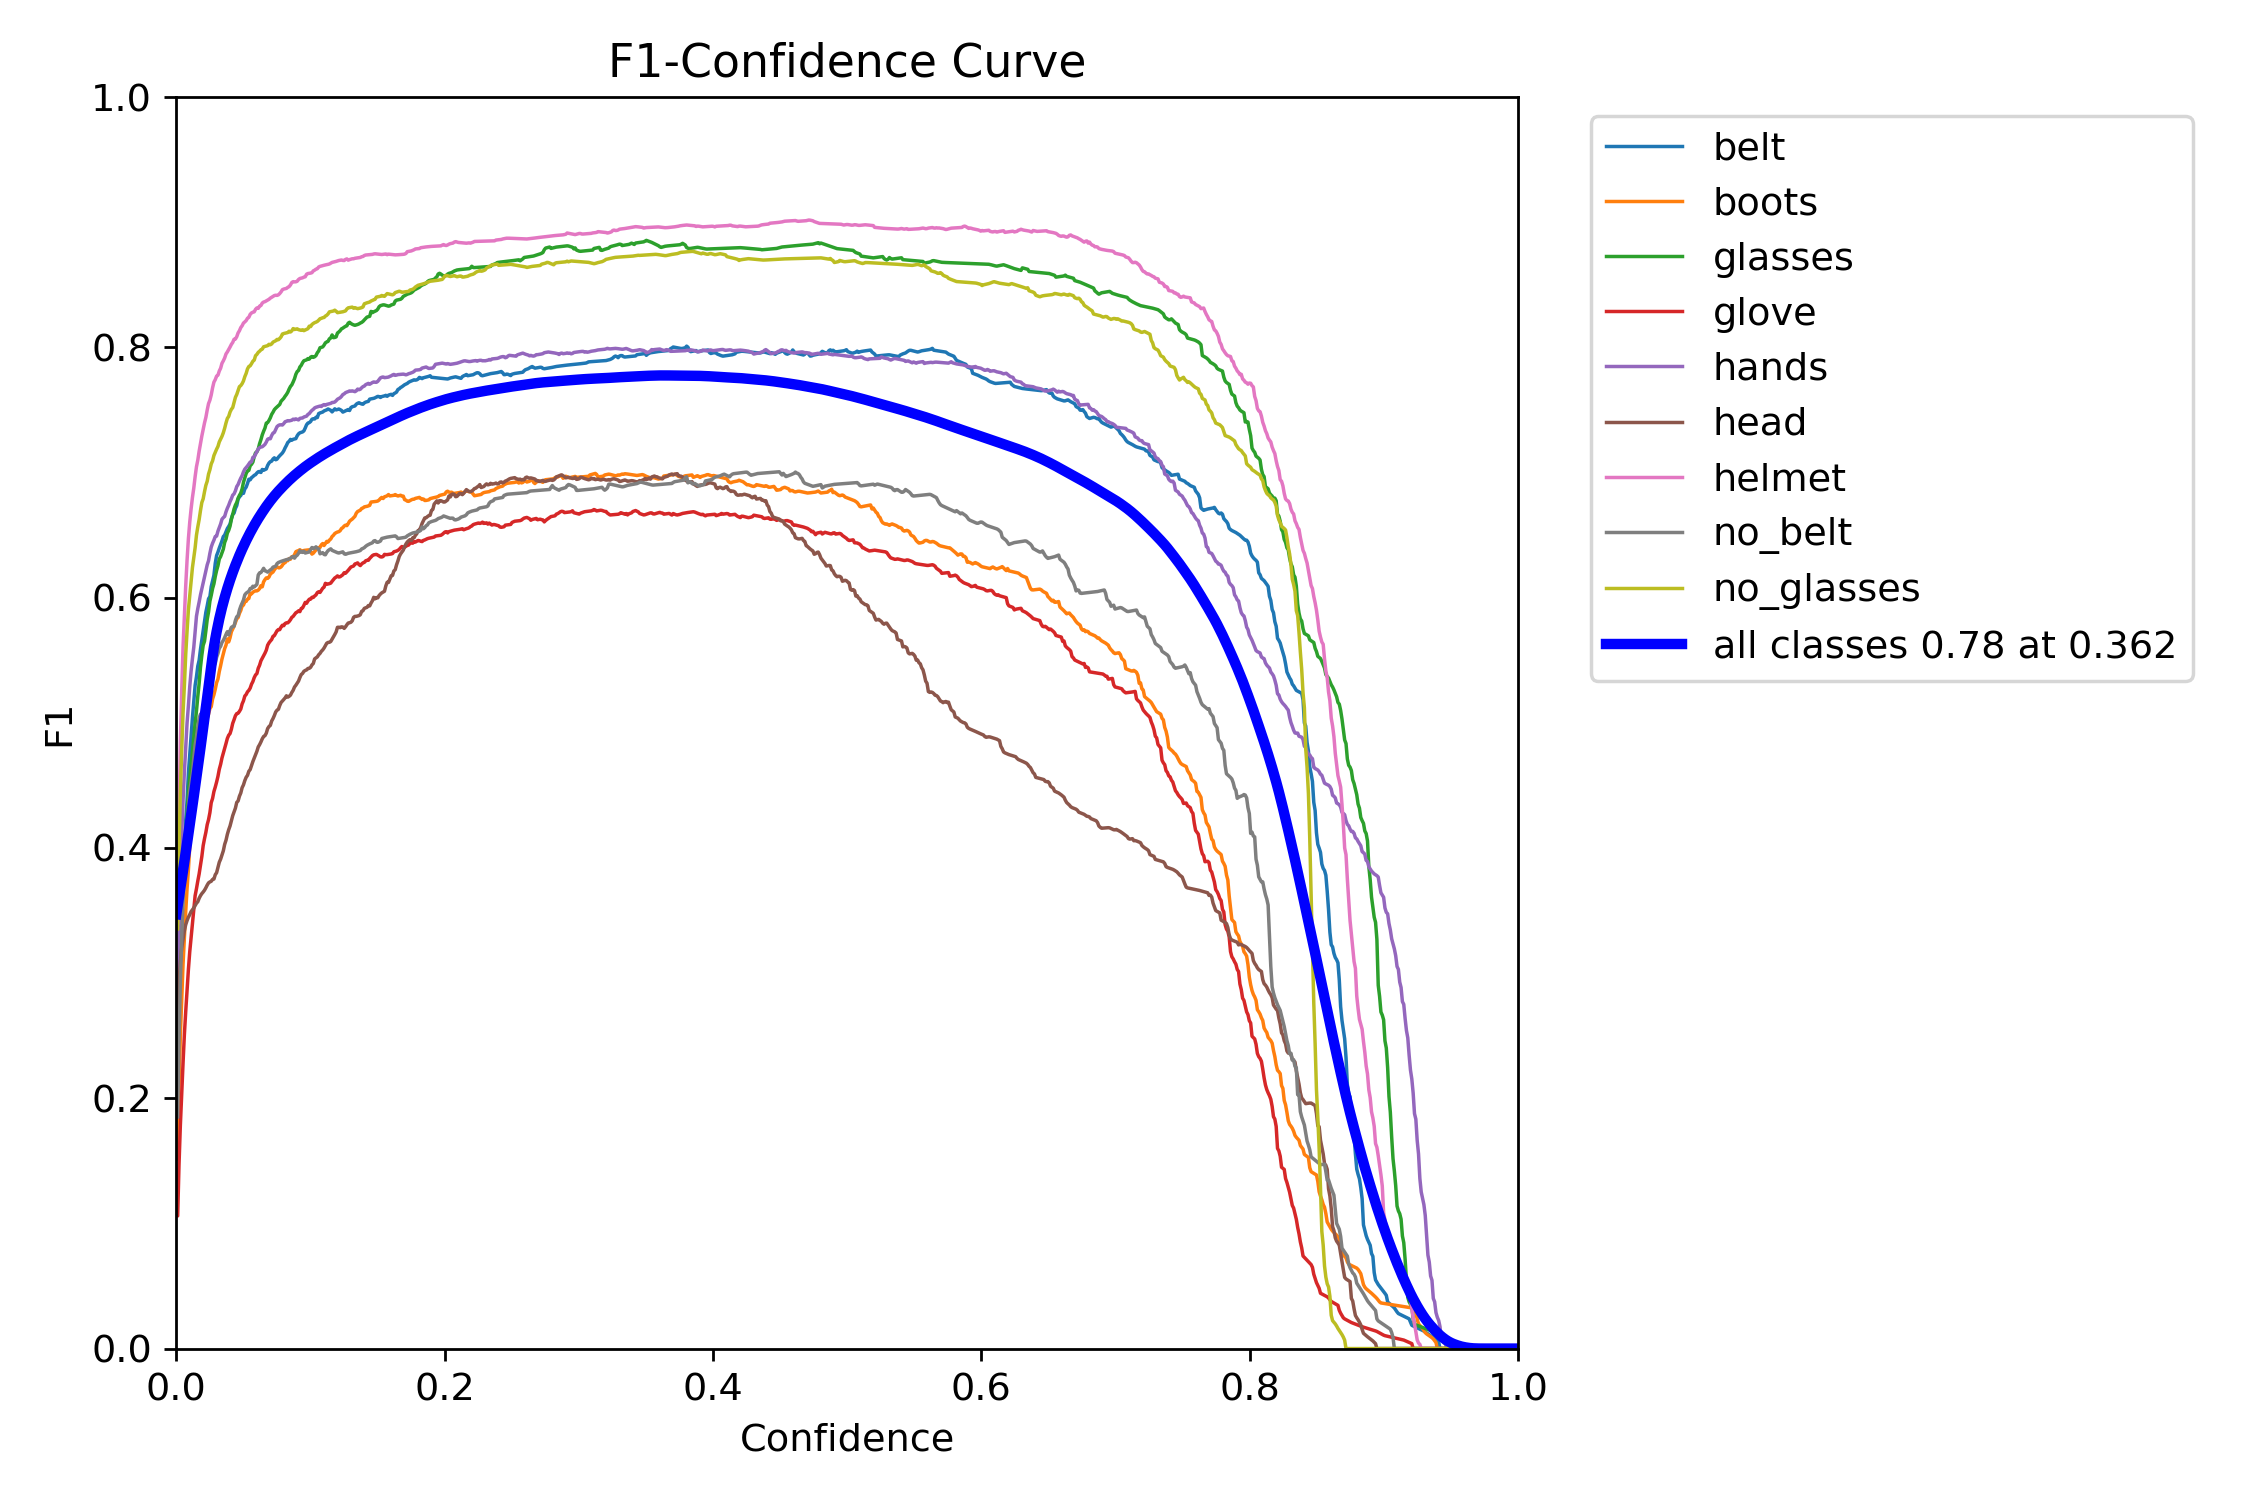 F1-Confidence Curve
1.0
0.8
0.6
0.4
0.2
0.0
F1
0.0 0.2 0.4 0.6 0.8 1.0
Confidence
belt
boots
glasses
glove
hands
head
helmet
no_belt
no_glasses
all classes 0.78 at 0.362